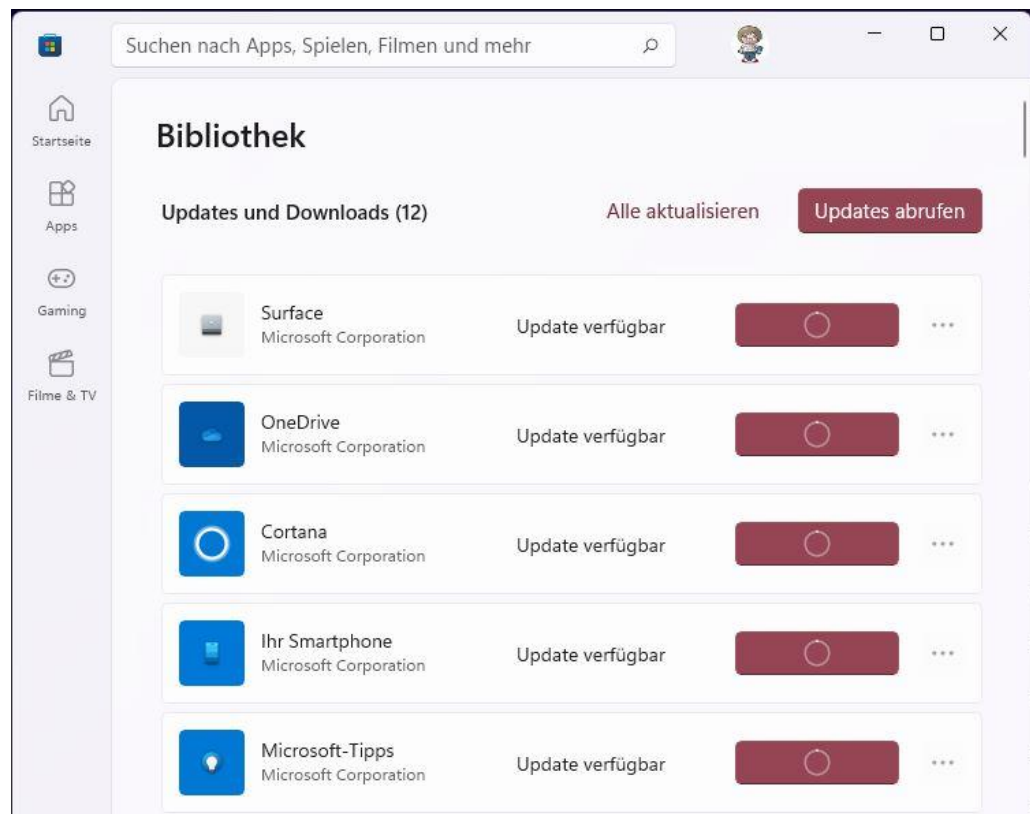 Suchen nach Apps, Spielen, Filmen und mehr
Startseite
Apps
Gaming
Filme & TV
Bibliothek
Updates und Downloads (12)
Alle aktualisieren
Updates abrufen
Surface
Microsoft Corporation
Update verfügbar
OneDrive
Microsoft Corporation
Update verfügbar
Cortana
Microsoft Corporation
Update verfügbar
Ihr Smartphone
Microsoft Corporation
Update verfügbar
Microsoft-Tipps
Microsoft Corporation
Update verfügbar